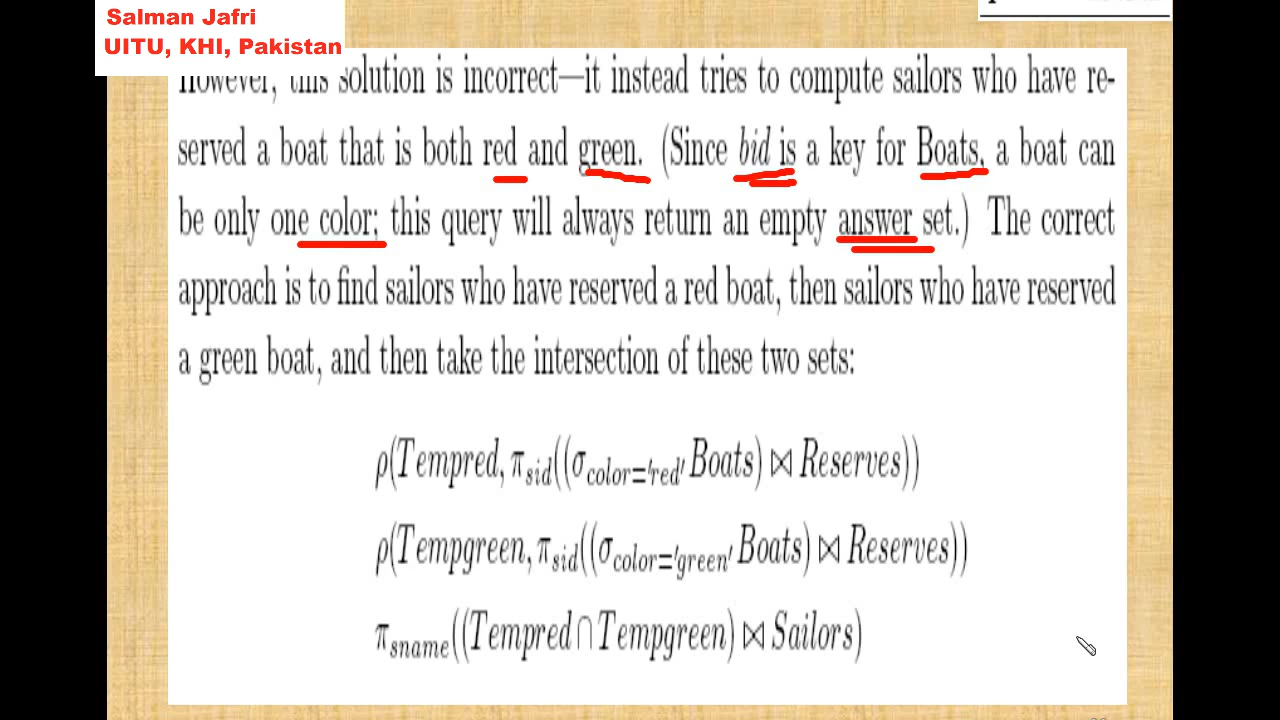 Salman Jafri
UITU, KHI, Pakistan
However, this solution is incorrect—it instead tries to compute sailors who have re-
served a boat that is both red and green. (Since bid is a key for Boats, a boat can
be only one color; this query will always return an empty answer set.) The correct
approach is to find sailors who have reserved a red boat, then sailors who have reserved
a green boat, and then take the intersection of these two sets:
ρ(Tempred, π_sid((σ_color='red' Boats) ⋈ Reserves))
ρ(Tempgreen, π_sid((σ_color='green' Boats) ⋈ Reserves))
π_sname((Tempred ∩ Tempgreen) ⋈ Sailors)